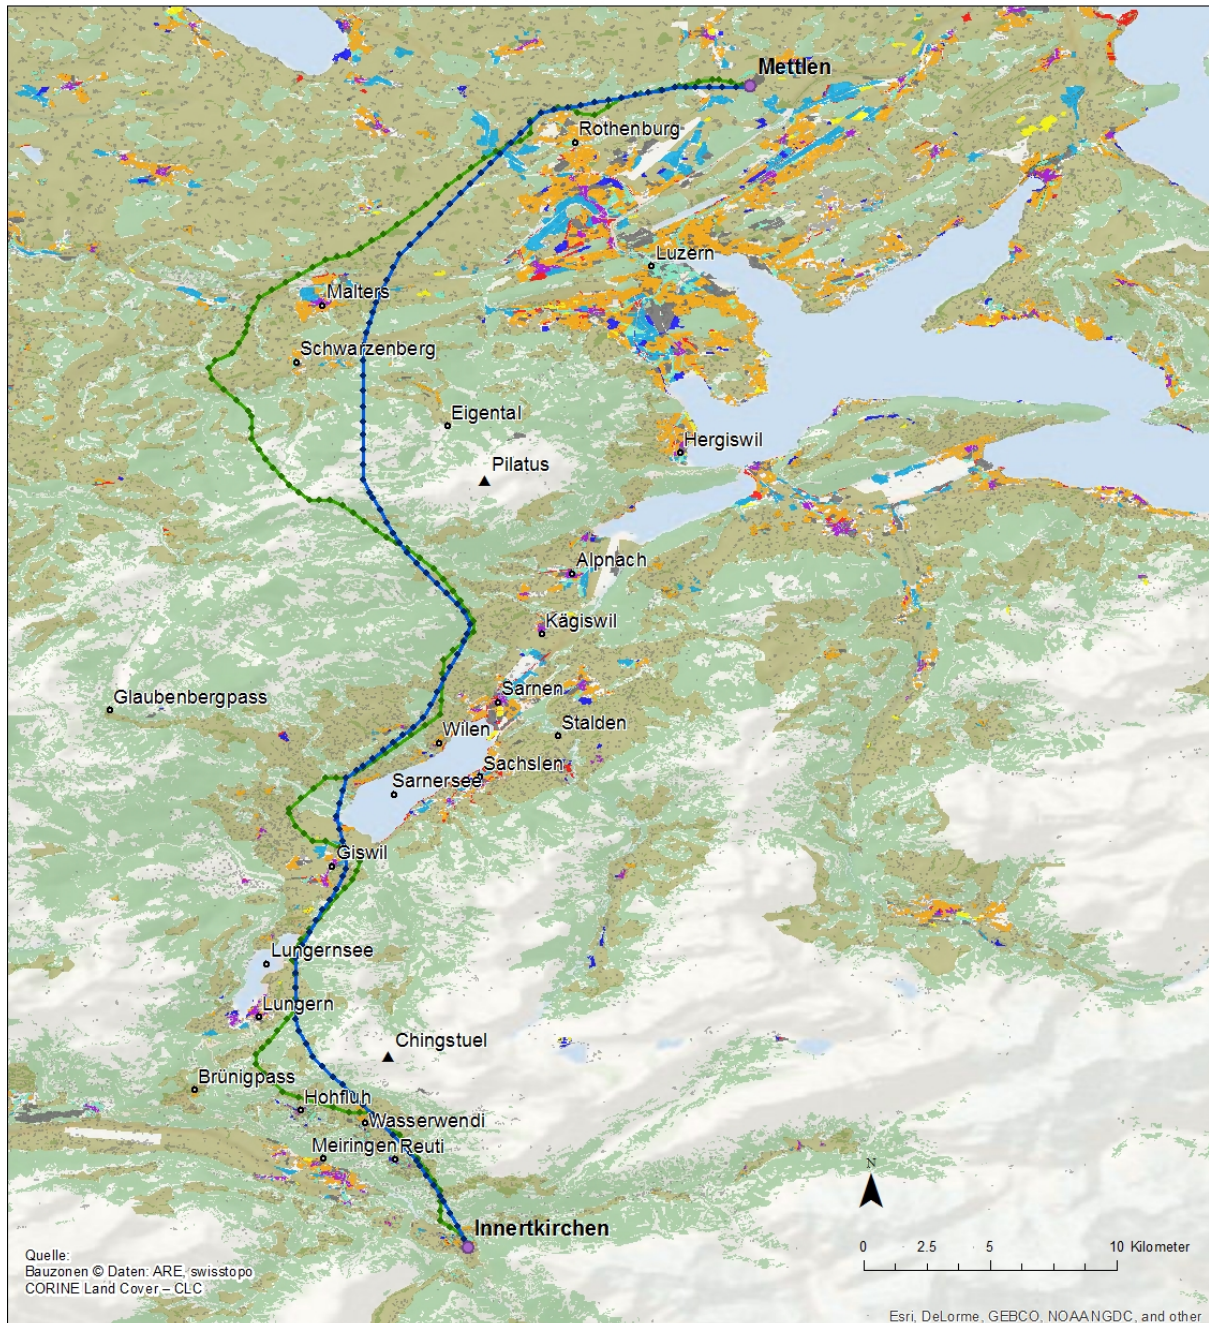 Mettlen
Rothenburg
Luzern
Malters
Schwarzenberg
Eigental
Hergiswil
Pilatus
Alpnach
Kägiswil
Glaubenbergpass
Sarnen
Wilen
Stalden
Sachslen
Sarnersee
Giswil
Lungernsee
Lungern
Chingstuel
Brünigpass
Hohfluh
Wasserwendi
Meiringen
Reuti
N
Innertkirchen
0 2.5 5 10 Kilometer
Quelle:
Bauzonen © Daten: ARE, swisstopo
CORINE Land Cover – CLC
Esri, DeLorme, GEBCO, NOAA NGDC, and other